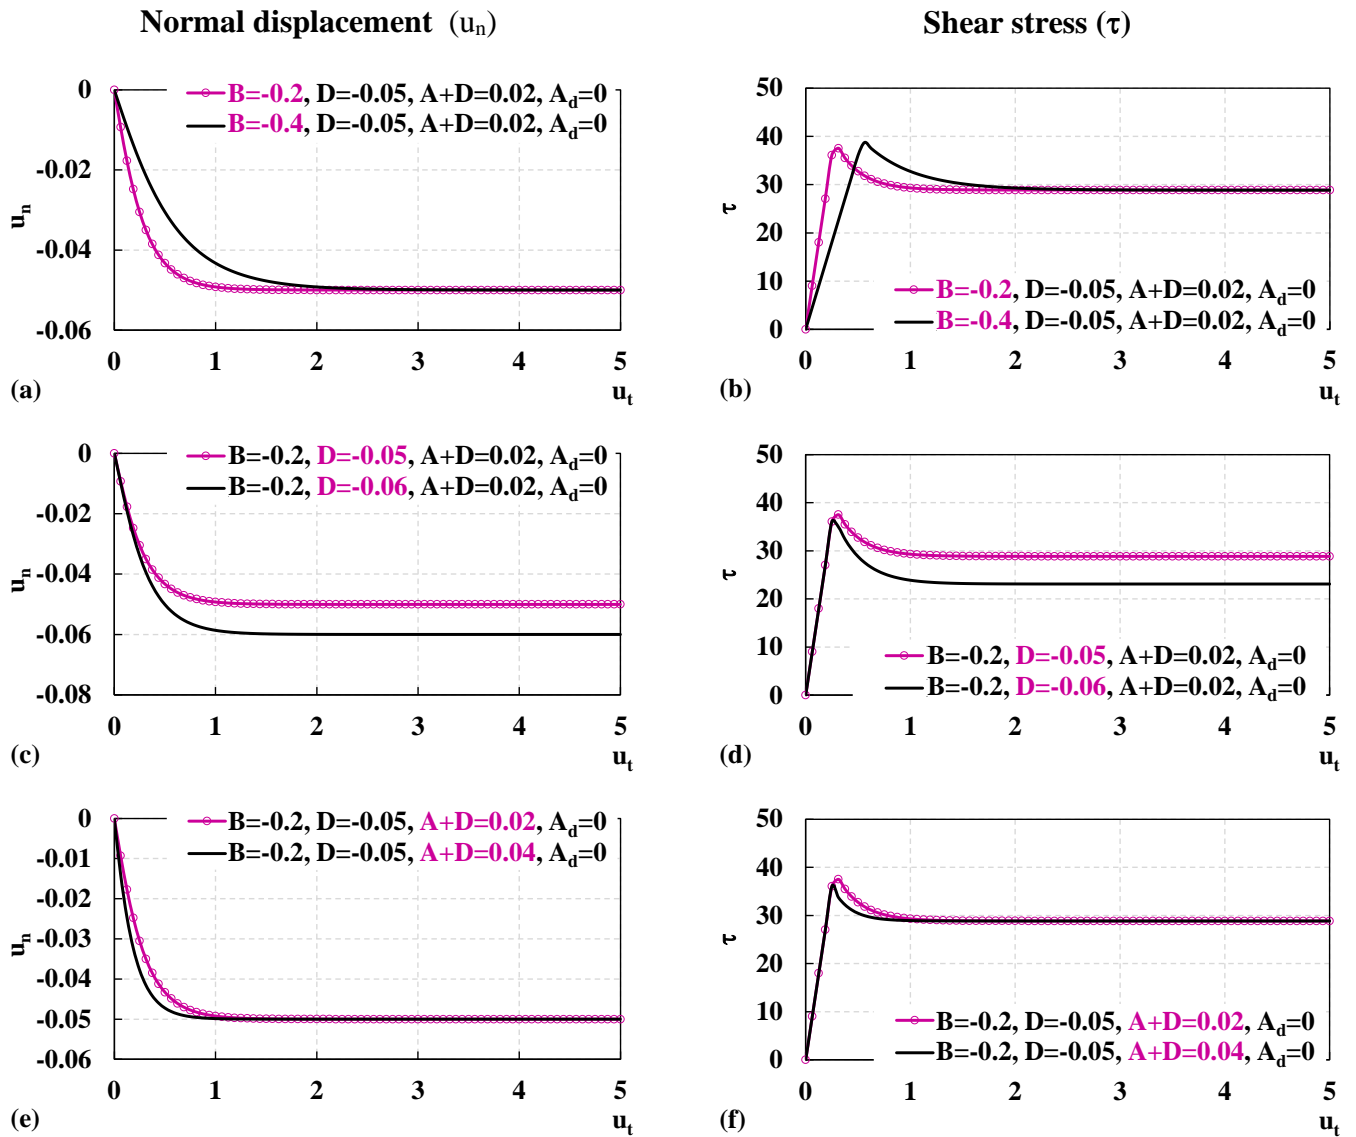 Normal displacement (uₙ)
Shear stress (τ)
0
-0.02
-0.04
-0.06
uₙ
B=-0.2, D=-0.05, A+D=0.02, A_d=0
B=-0.4, D=-0.05, A+D=0.02, A_d=0
0 1 2 3 4 5
(a)
uₜ
50
40
30
20
10
0
τ
B=-0.2, D=-0.05, A+D=0.02, A_d=0
B=-0.4, D=-0.05, A+D=0.02, A_d=0
0 1 2 3 4 5
(b)
uₜ
0
-0.02
-0.04
-0.06
-0.08
uₙ
B=-0.2, D=-0.05, A+D=0.02, A_d=0
B=-0.2, D=-0.06, A+D=0.02, A_d=0
0 1 2 3 4 5
(c)
uₜ
50
40
30
20
10
0
τ
B=-0.2, D=-0.05, A+D=0.02, A_d=0
B=-0.2, D=-0.06, A+D=0.02, A_d=0
0 1 2 3 4 5
(d)
uₜ
0
-0.01
-0.02
-0.03
-0.04
-0.05
-0.06
uₙ
B=-0.2, D=-0.05, A+D=0.02, A_d=0
B=-0.2, D=-0.05, A+D=0.04, A_d=0
0 1 2 3 4 5
(e)
uₜ
50
40
30
20
10
0
τ
B=-0.2, D=-0.05, A+D=0.02, A_d=0
B=-0.2, D=-0.05, A+D=0.04, A_d=0
0 1 2 3 4 5
(f)
uₜ